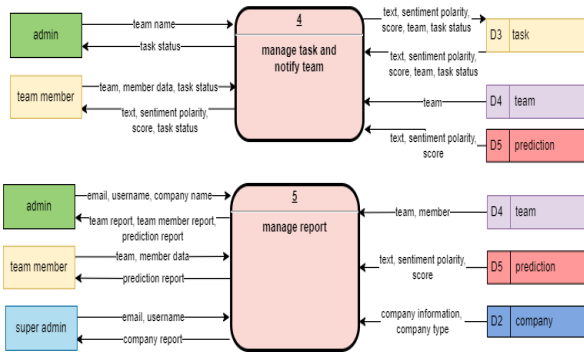 admin
team name
task status
4
manage task and
notify team
text, sentiment polarity,
score, team, task status
D3 task
text, sentiment polarity,
score, team, task status
team member
team, member data, task status
text, sentiment polarity,
score, task status
team
D4 team
text, sentiment polarity,
score
D5 prediction
admin
email, username, company name
team report, team member report,
prediction report
5
manage report
team, member
D4 team
team member
team, member data
prediction report
text, sentiment polarity,
score
D5 prediction
super admin
email, username
company report
company information,
company type
D2 company